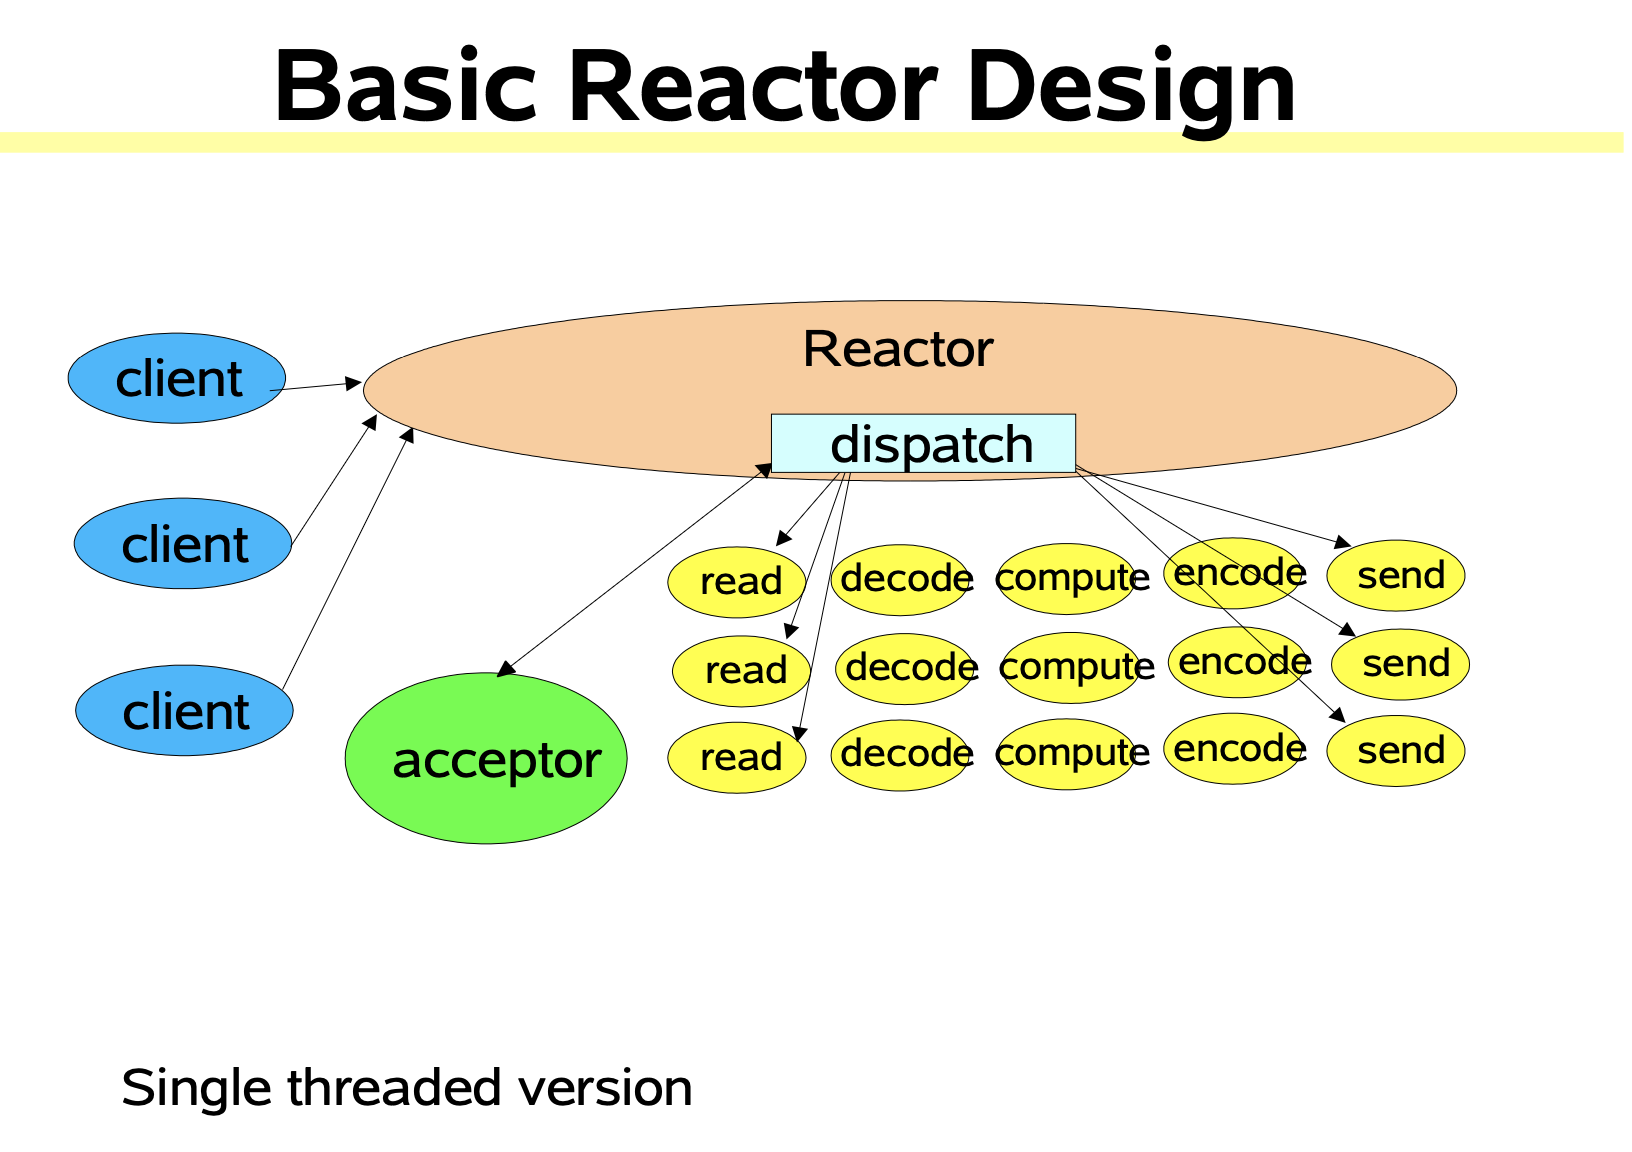 Basic Reactor Design
Reactor
client
dispatch
client
read decode compute encode send
read decode compute encode send
client
acceptor
read decode compute encode send
Single threaded version